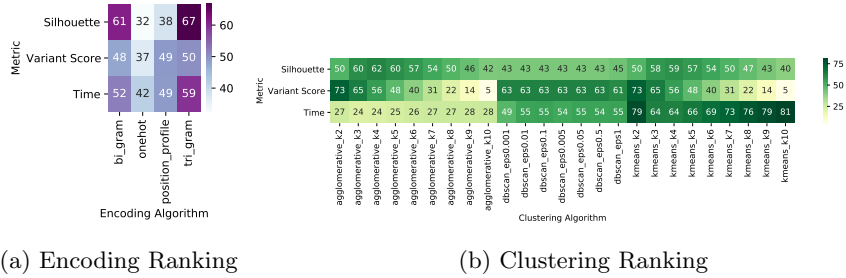 Metric
Silhouette 61 32 38 67
Variant Score 48 37 49 50
Time 52 42 49 59
bi_gram onehot position_profile tri_gram
Encoding Algorithm
60
50
40
(a) Encoding Ranking
Metric
Silhouette 50 60 62 60 57 54 50 46 42 43 43 43 43 43 44 45 50 58 59 57 54 50 47 43 40
Variant Score 73 65 56 48 40 31 22 14 5 63 63 63 63 63 63 61 73 65 56 48 40 31 22 14 5
Time 27 24 24 25 26 27 27 28 28 49 55 55 54 55 54 55 79 64 64 66 69 73 76 79 81
agglomerative_k2 agglomerative_k3 agglomerative_k4 agglomerative_k5 agglomerative_k6 agglomerative_k7 agglomerative_k8 agglomerative_k9 agglomerative_k10 dbscan_eps0.001 dbscan_eps0.01 dbscan_eps0.1 dbscan_eps0.005 dbscan_eps0.05 dbscan_eps0.5 dbscan_eps1 kmeans_k2 kmeans_k3 kmeans_k4 kmeans_k5 kmeans_k6 kmeans_k7 kmeans_k8 kmeans_k9 kmeans_k10
Clustering Algorithm
75
50
25
(b) Clustering Ranking